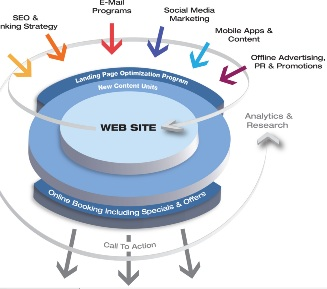 E-Mail
Programs
SEO &
nking Strategy
Social Media
Marketing
Mobile Apps &
Content
Offline Advertising,
PR & Promotions
Landing Page Optimization Program
New Content Units
WEB SITE
Analytics &
Research
Online Booking Including Specials & Offers
Call To Action